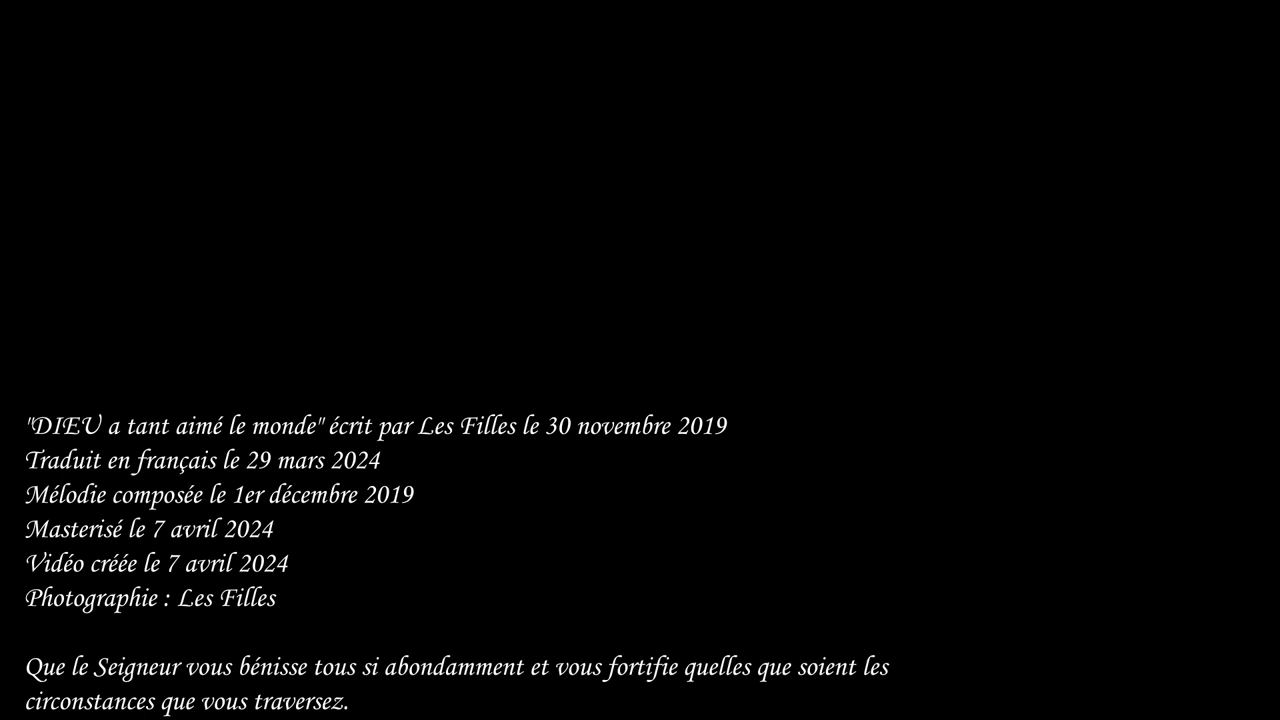 "DIEU a tant aimé le monde" écrit par Les Filles le 30 novembre 2019
Traduit en français le 29 mars 2024
Mélodie composée le 1er décembre 2019
Masterisé le 7 avril 2024
Vidéo créée le 7 avril 2024
Photographie : Les Filles
Que le Seigneur vous bénisse tous si abondamment et vous fortifie quelles que soient les
circonstances que vous traversez.